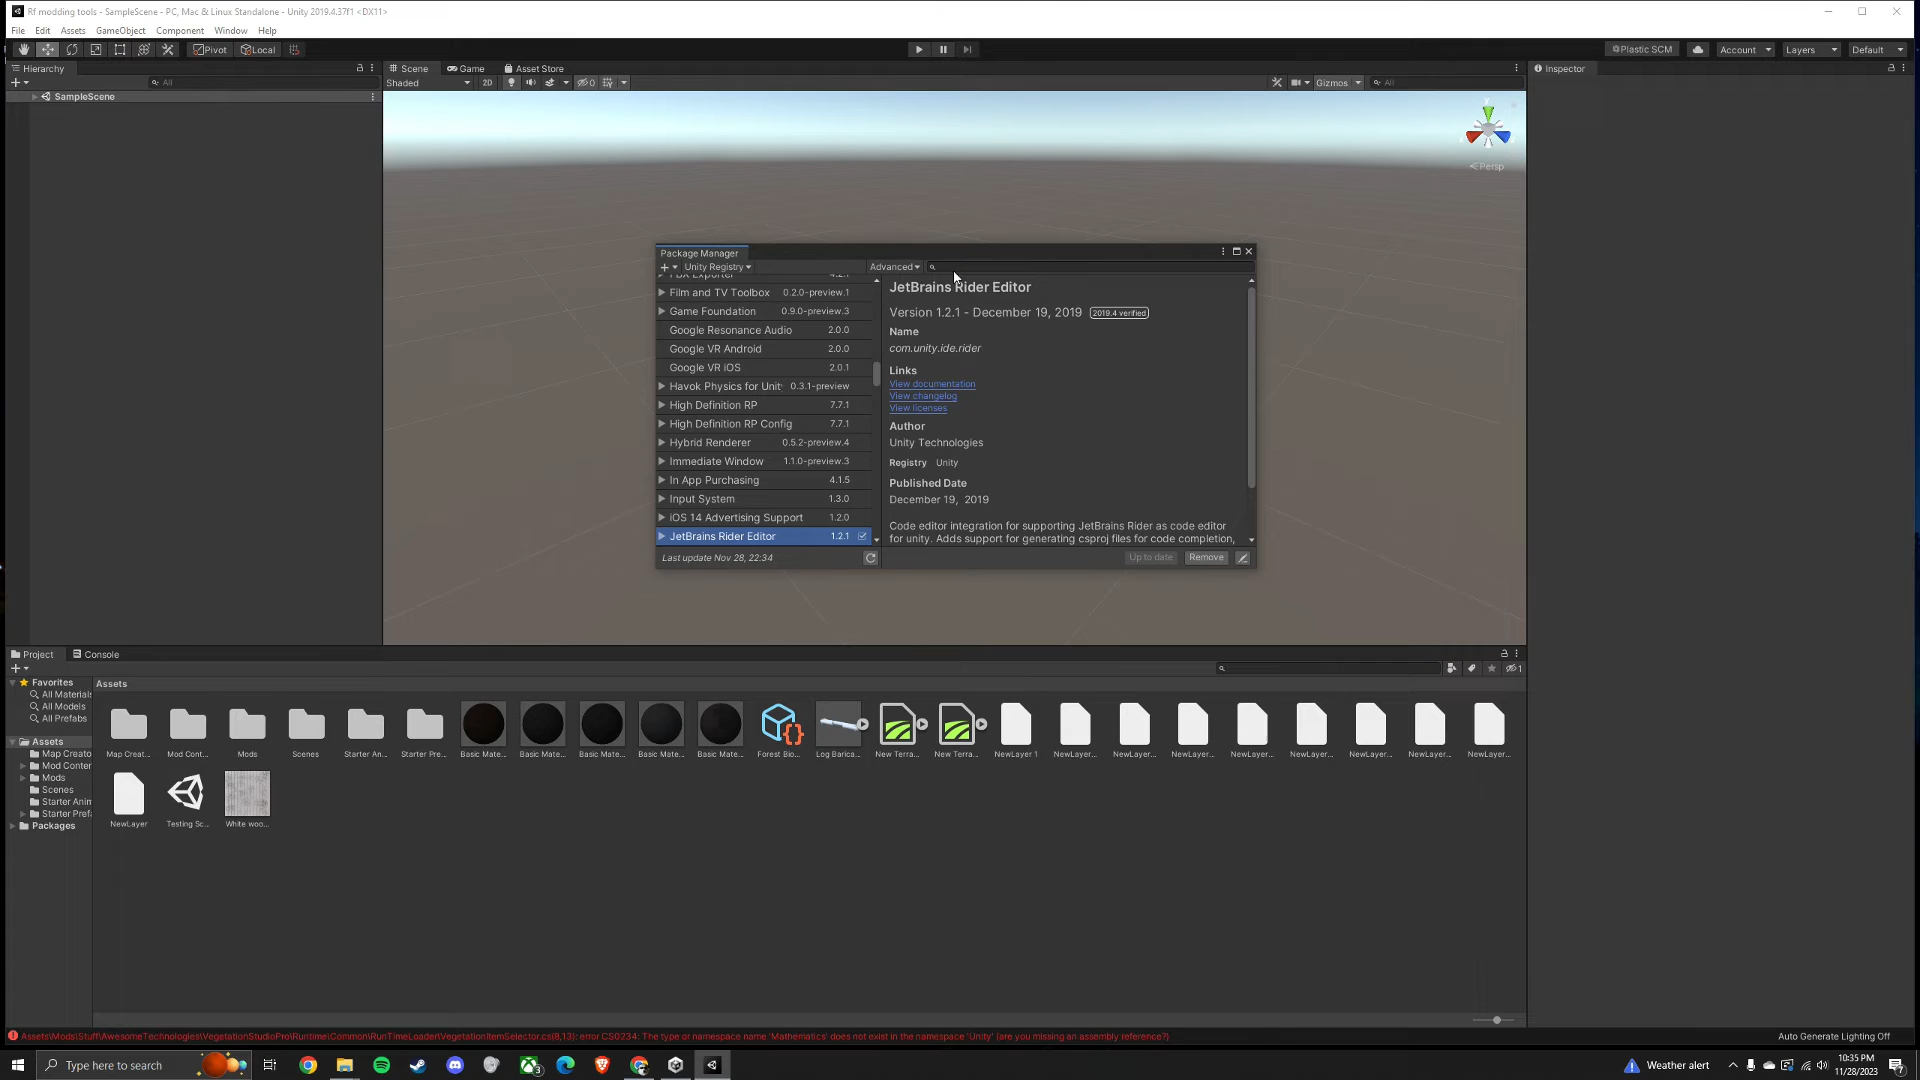 Rf modding tools - SampleScene - PC, Mac & Linux Standalone - Unity 2019.4.37f1 <DX11>
File Edit Assets GameObject Component Window Help
Pivot Local Plastic SCM Account Layers Default
Hierarchy Scene Game Asset Store Inspector
All Shaded 2D 0 Gizmos All
SampleScene
Persp
Package Manager
Unity Registry Advanced
JetBrains Rider Editor
Film and TV Toolbox 0.2.0-preview.1
Game Foundation 0.9.0-preview.3
Google Resonance Audio 2.0.0
Google VR Android 2.0.0
Google VR iOS 2.0.1
Havok Physics for Unit 0.3.1-preview
High Definition RP 7.7.1
High Definition RP Config 7.7.1
Hybrid Renderer 0.5.2-preview.4
Immediate Window 1.1.0-preview.3
In App Purchasing 4.1.5
Input System 1.3.0
iOS 14 Advertising Support 1.2.0
JetBrains Rider Editor 1.2.1
Last update Nov 28, 22:34
Version 1.2.1 - December 19, 2019 2019.4 verified
Name
com.unity.ide.rider
Links
View documentation
View changelog
View licenses
Author
Unity Technologies
Registry Unity
Published Date
December 19, 2019
Code editor integration for supporting JetBrains Rider as code editor
for unity. Adds support for generating csproj files for code completion,
Up to date Remove
Project Console
1
Favorites
All Materials
All Models
All Prefabs
Assets
Map Creato
Mod Conten
Mods
Scenes
Starter Anim
Starter Prefa
Packages
Assets
Map Creat... Mod Cont... Mods Scenes Starter An... Starter Pre... Basic Mate... Basic Mate... Basic Mate... Basic Mate... Basic Mate... Forest Bio... Log Barica... New Terra... New Terra... NewLayer 1 NewLayer... NewLayer... NewLayer... NewLayer... NewLayer... NewLayer... NewLayer... NewLayer...
NewLayer Testing Sc... White woo...
Assets\Mods\Stuff\AwesomeTechnologies\VegetationStudioPro\Runtime\Common\RunTimeLoader\VegetationItemSelector.cs(8,13): error CS0234: The type or namespace name 'Mathematics' does not exist in the namespace 'Unity' (are you missing an assembly reference?)
Auto Generate Lighting Off
Type here to search
3
Weather alert
10:35 PM
11/28/2023
7